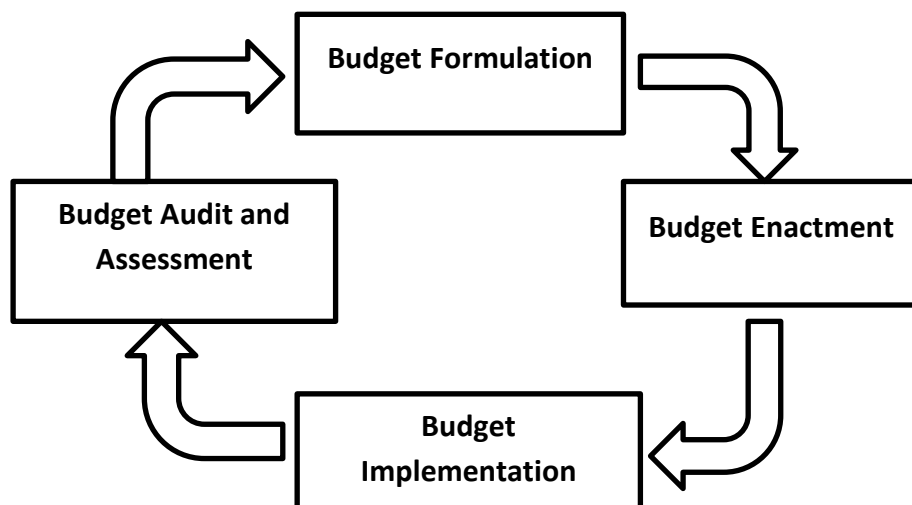 Budget Formulation
Budget Enactment
Budget
Implementation
Budget Audit and
Assessment